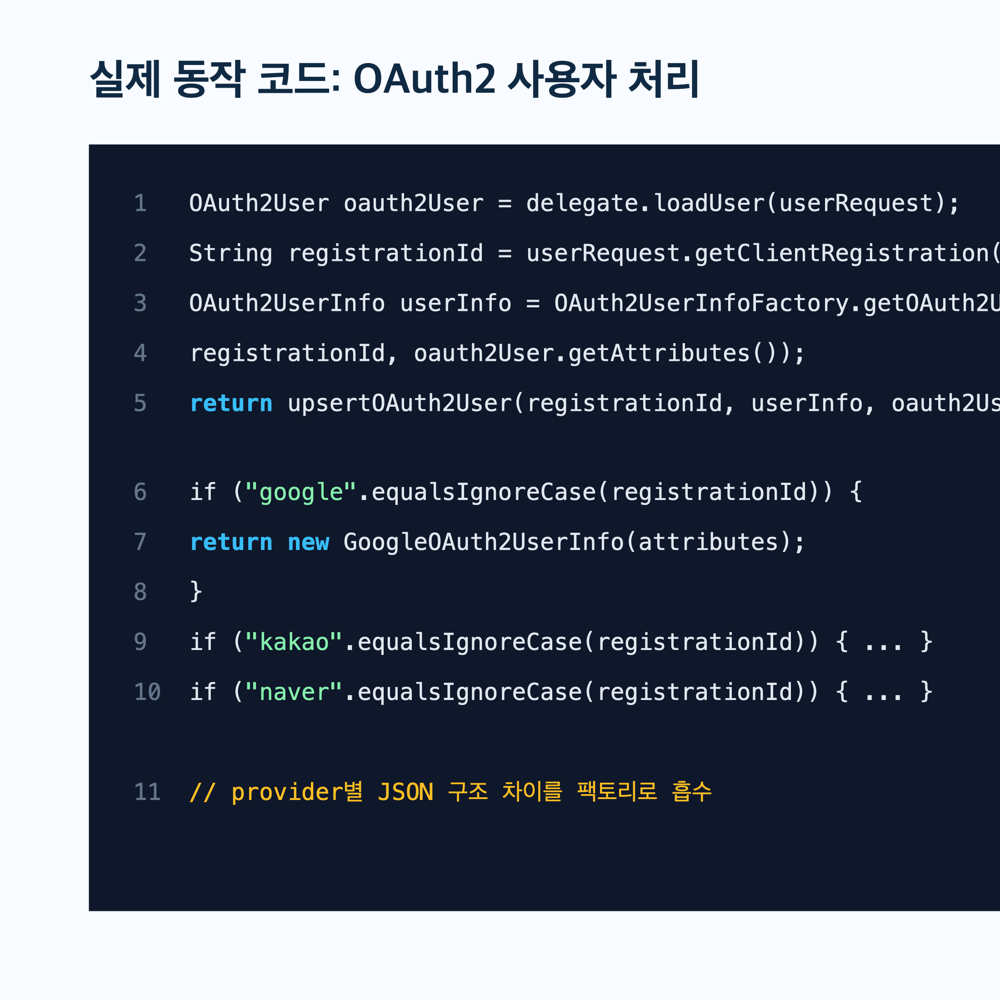 실제 동작 코드: OAuth2 사용자 처리
1 OAuth2User oauth2User = delegate.loadUser(userRequest);
2 String registrationId = userRequest.getClientRegistration(
3 OAuth2UserInfo userInfo = OAuth2UserInfoFactory.getOAuth2U
4 registrationId, oauth2User.getAttributes());
5 return upsertOAuth2User(registrationId, userInfo, oauth2Us
6 if ("google".equalsIgnoreCase(registrationId)) {
7 return new GoogleOAuth2UserInfo(attributes);
8 }
9 if ("kakao".equalsIgnoreCase(registrationId)) { ... }
10 if ("naver".equalsIgnoreCase(registrationId)) { ... }
11 // provider별 JSON 구조 차이를 팩토리로 흡수